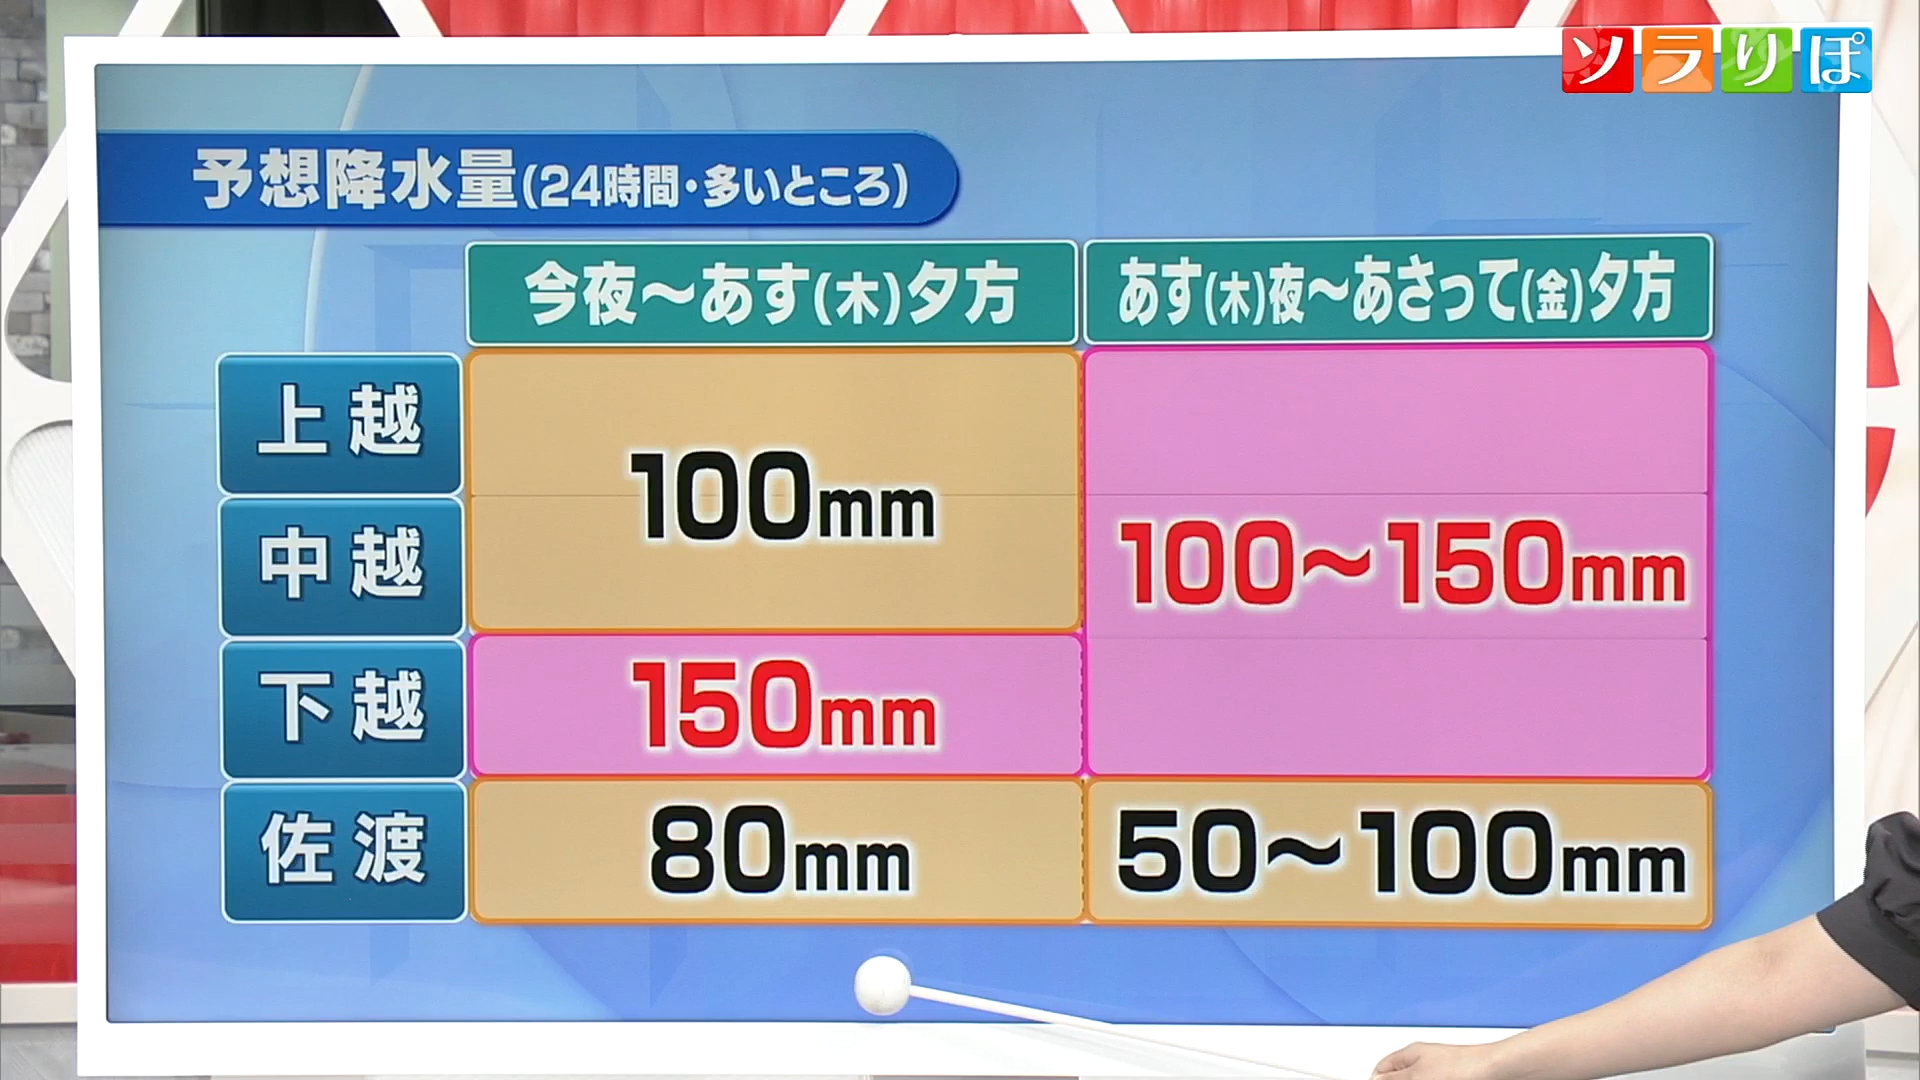 ソラりぽ
予想降水量(24時間・多いところ)
今夜〜あす(木)夕方
あす(木)夜〜あさって(金)夕方
上越
中越
100mm
100〜150mm
下越
150mm
佐渡
80mm
50〜100mm